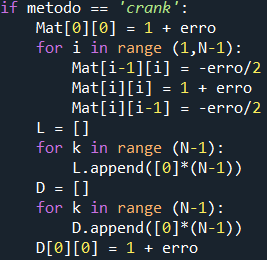 if metodo == 'crank':
    Mat[0][0] = 1 + erro
    for i in range (1,N-1):
        Mat[i-1][i] = -erro/2
        Mat[i][i] = 1 + erro
        Mat[i][i-1] = -erro/2
    L = []
    for k in range (N-1):
        L.append([0]*(N-1))
    D = []
    for k in range (N-1):
        D.append([0]*(N-1))
    D[0][0] = 1 + erro